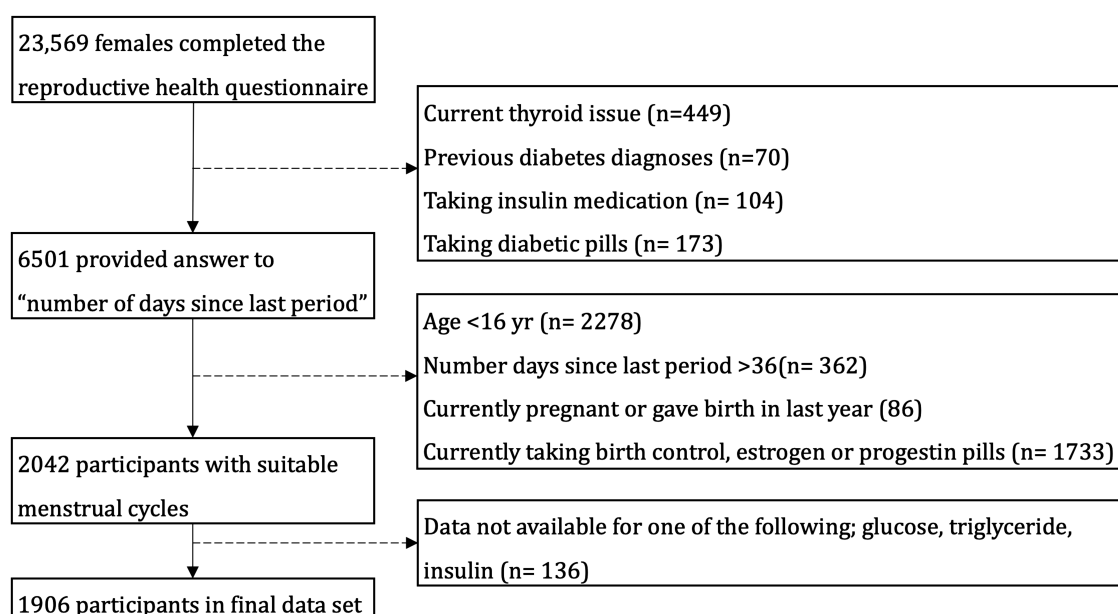 23,569 females completed the
reproductive health questionnaire
Current thyroid issue (n=449)
Previous diabetes diagnoses (n=70)
Taking insulin medication (n= 104)
Taking diabetic pills (n= 173)
6501 provided answer to
“number of days since last period”
Age <16 yr (n= 2278)
Number days since last period >36(n= 362)
Currently pregnant or gave birth in last year (86)
Currently taking birth control, estrogen or progestin pills (n= 1733)
2042 participants with suitable
menstrual cycles
Data not available for one of the following; glucose, triglyceride,
insulin (n= 136)
1906 participants in final data set